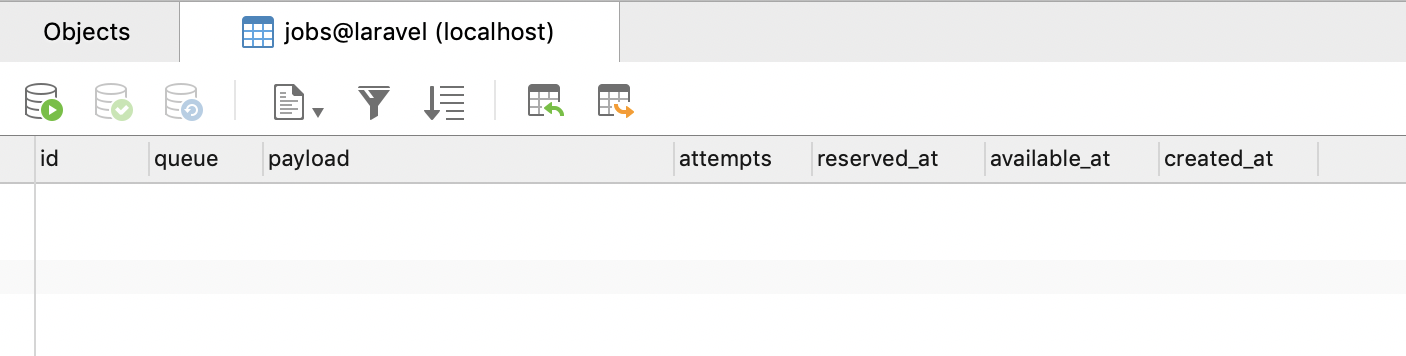 Objects jobs@laravel (localhost)
id queue payload attempts reserved_at available_at created_at